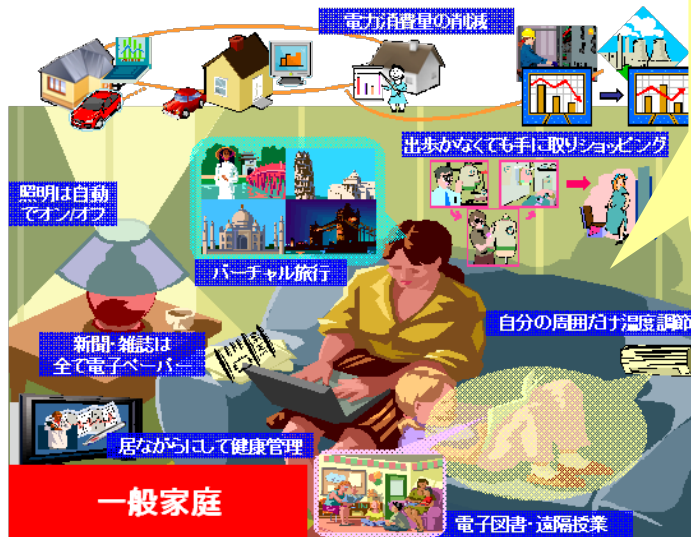 電力消費量の削減
出歩かなくても手に取りショッピング
照明は自動
でオン/オフ
バーチャル旅行
自分の周囲だけ温度調節
新聞・雑誌は
全て電子ペーパー
居ながらにして健康管理
一般家庭
電子図書・遠隔授業